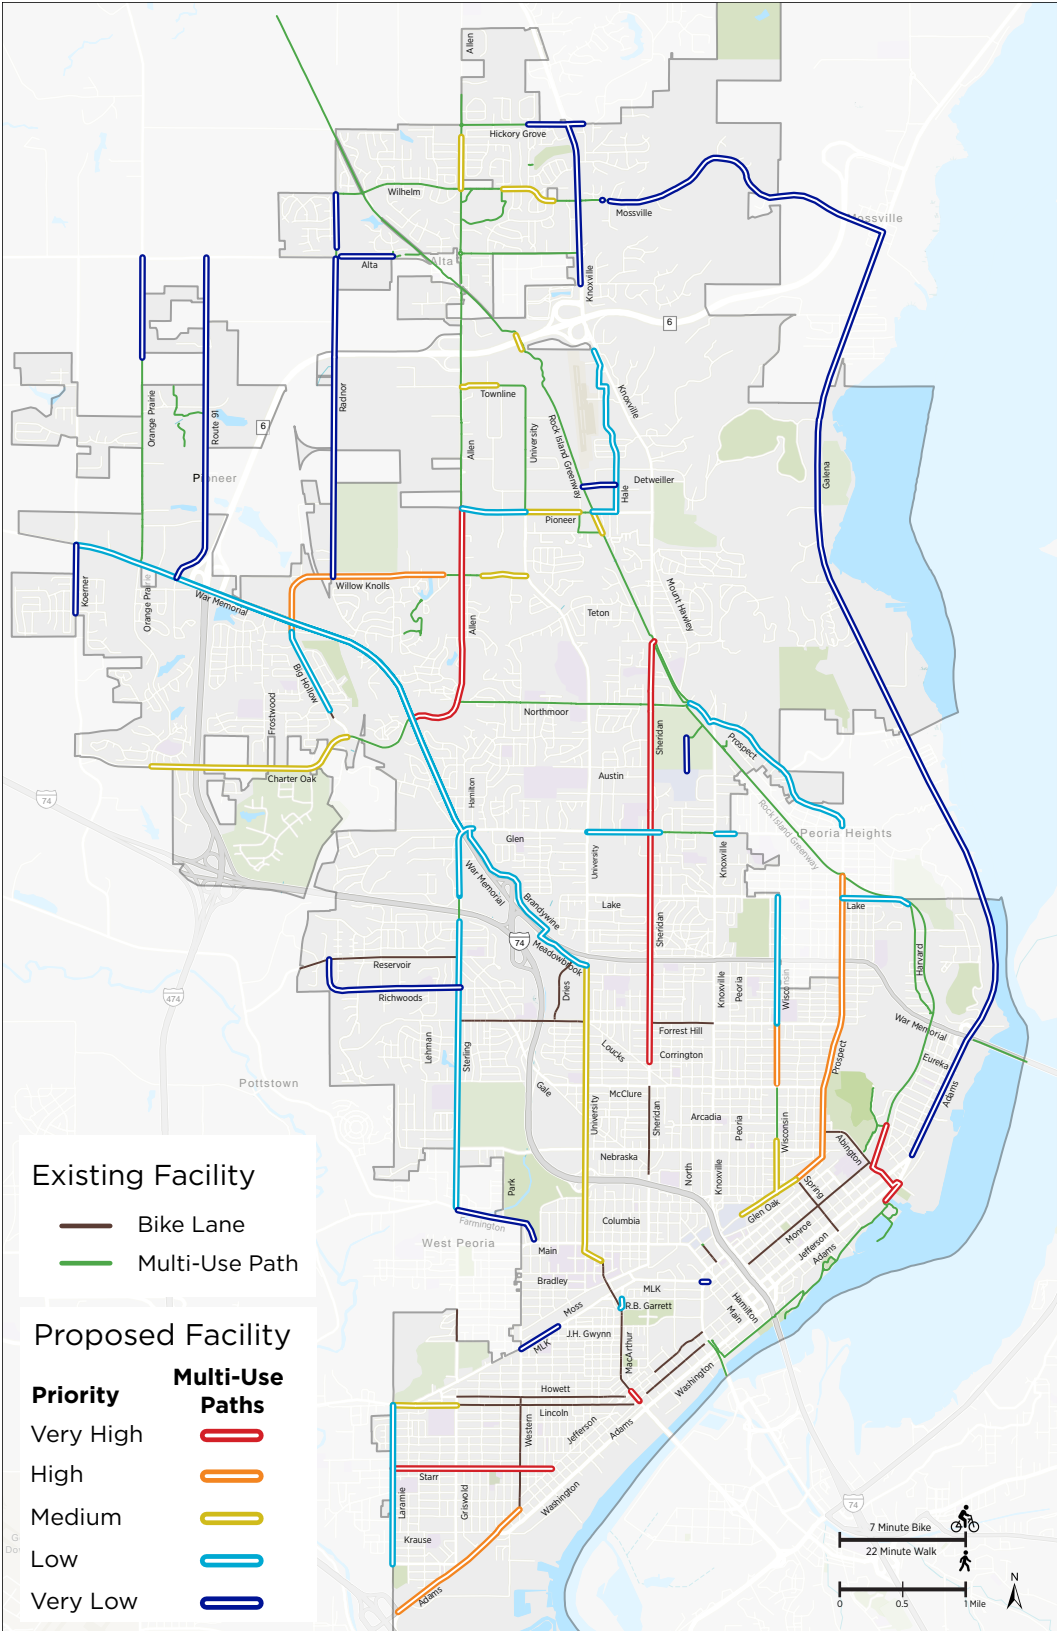 Allen
Hickory Grove
Wilhelm
Mossville
Mossville
Alta
Alta
Knoxville
6
Radnor
Orange Prairie
Route 91
6
Townline
Knoxville
Allen
University
Rock Island Greenway
Galena
Pioneer
Detweiller
Hale
Pioneer
Koerner
Orange Prairie
War Memorial
Willow Knolls
Allen
Teton
Mount Hawley
Big Hollow
Frostwood
Northmoor
Sheridan
Prospect
Charter Oak
Austin
Hamilton
74
Rock Island Greenway
Peoria Heights
Glen
University
Knoxville
War Memorial
Brandywine
Lake
Lake
Sheridan
74
Meadowbrook
Harvard
Reservoir
Richwoods
Dries
Knoxville
Peoria
Wisconsin
474
War Memorial
Forrest Hill
Corrington
Loucks
Lehman
Sterling
Prospect
Eureka
Adams
Pottstown
Gale
McClure
University
Sheridan
Arcadia
Peoria
Wisconsin
Abington
Nebraska
North
Knoxville
Park
Spring
Glen Oak
Farmington
West Peoria
Columbia
Monroe
Jefferson
Adams
Main
Bradley
MLK
Moss
R.B. Garrett
Hamilton
Main
J.H. Gwynn
MLK
MacArthur
Washington
Howett
Lincoln
Western
Jefferson
Adams
Starr
Laramie
Griswold
Washington
Krause
Adams
74
Existing Facility
Bike Lane
Multi-Use Path
Proposed Facility
Priority
Multi-Use
Paths
Very High
High
Medium
Low
Very Low
7 Minute Bike
22 Minute Walk
N
0
0.5
1 Mile